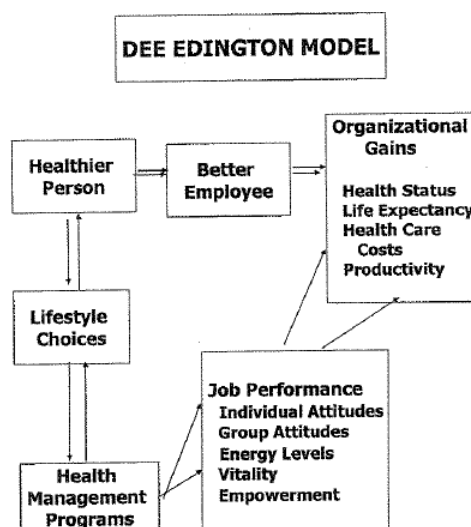 DEE EDINGTON MODEL
Healthier
Person
Better
Employee
Organizational
Gains
Health Status
Life Expectancy
Health Care
Costs
Productivity
Lifestyle
Choices
Health
Management
Programs
Job Performance
Individual Attitudes
Group Attitudes
Energy Levels
Vitality
Empowerment